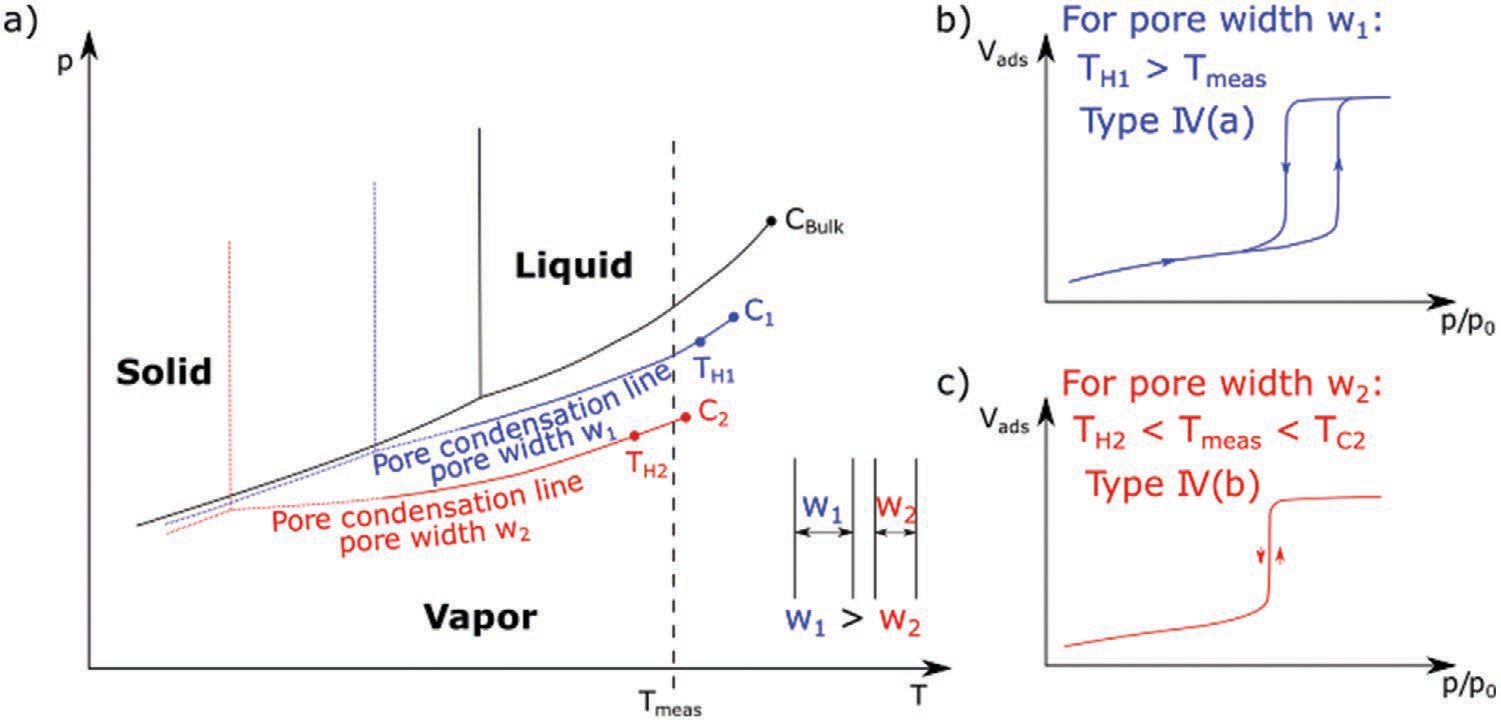 a)
p
C_Bulk
Liquid
Solid
C₁
T_H1
Pore condensation line
pore width w₁
C₂
T_H2
Pore condensation line
pore width w₂
W₁
W₂
W₁ > W₂
Vapor
T_meas
T
b)
For pore width w₁:
V_ads
T_H1 > T_meas
Type Ⅳ(a)
p/p₀
c)
For pore width w₂:
V_ads
T_H2 < T_meas < T_C2
Type Ⅳ(b)
p/p₀